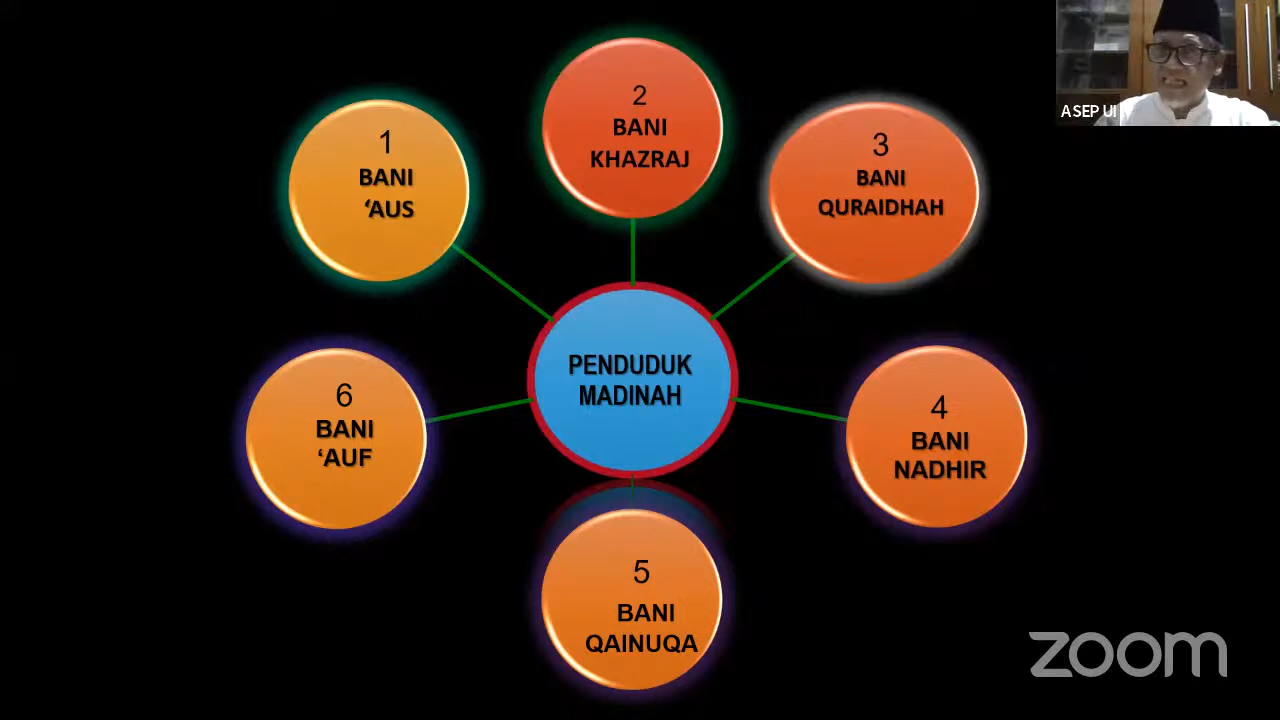 1
BANI
‘AUS
2
BANI
KHAZRAJ
3
BANI
QURAIDHAH
ASEP UI
PENDUDUK
MADINAH
6
BANI
‘AUF
4
BANI
NADHIR
5
BANI
QAINUQA
zoom